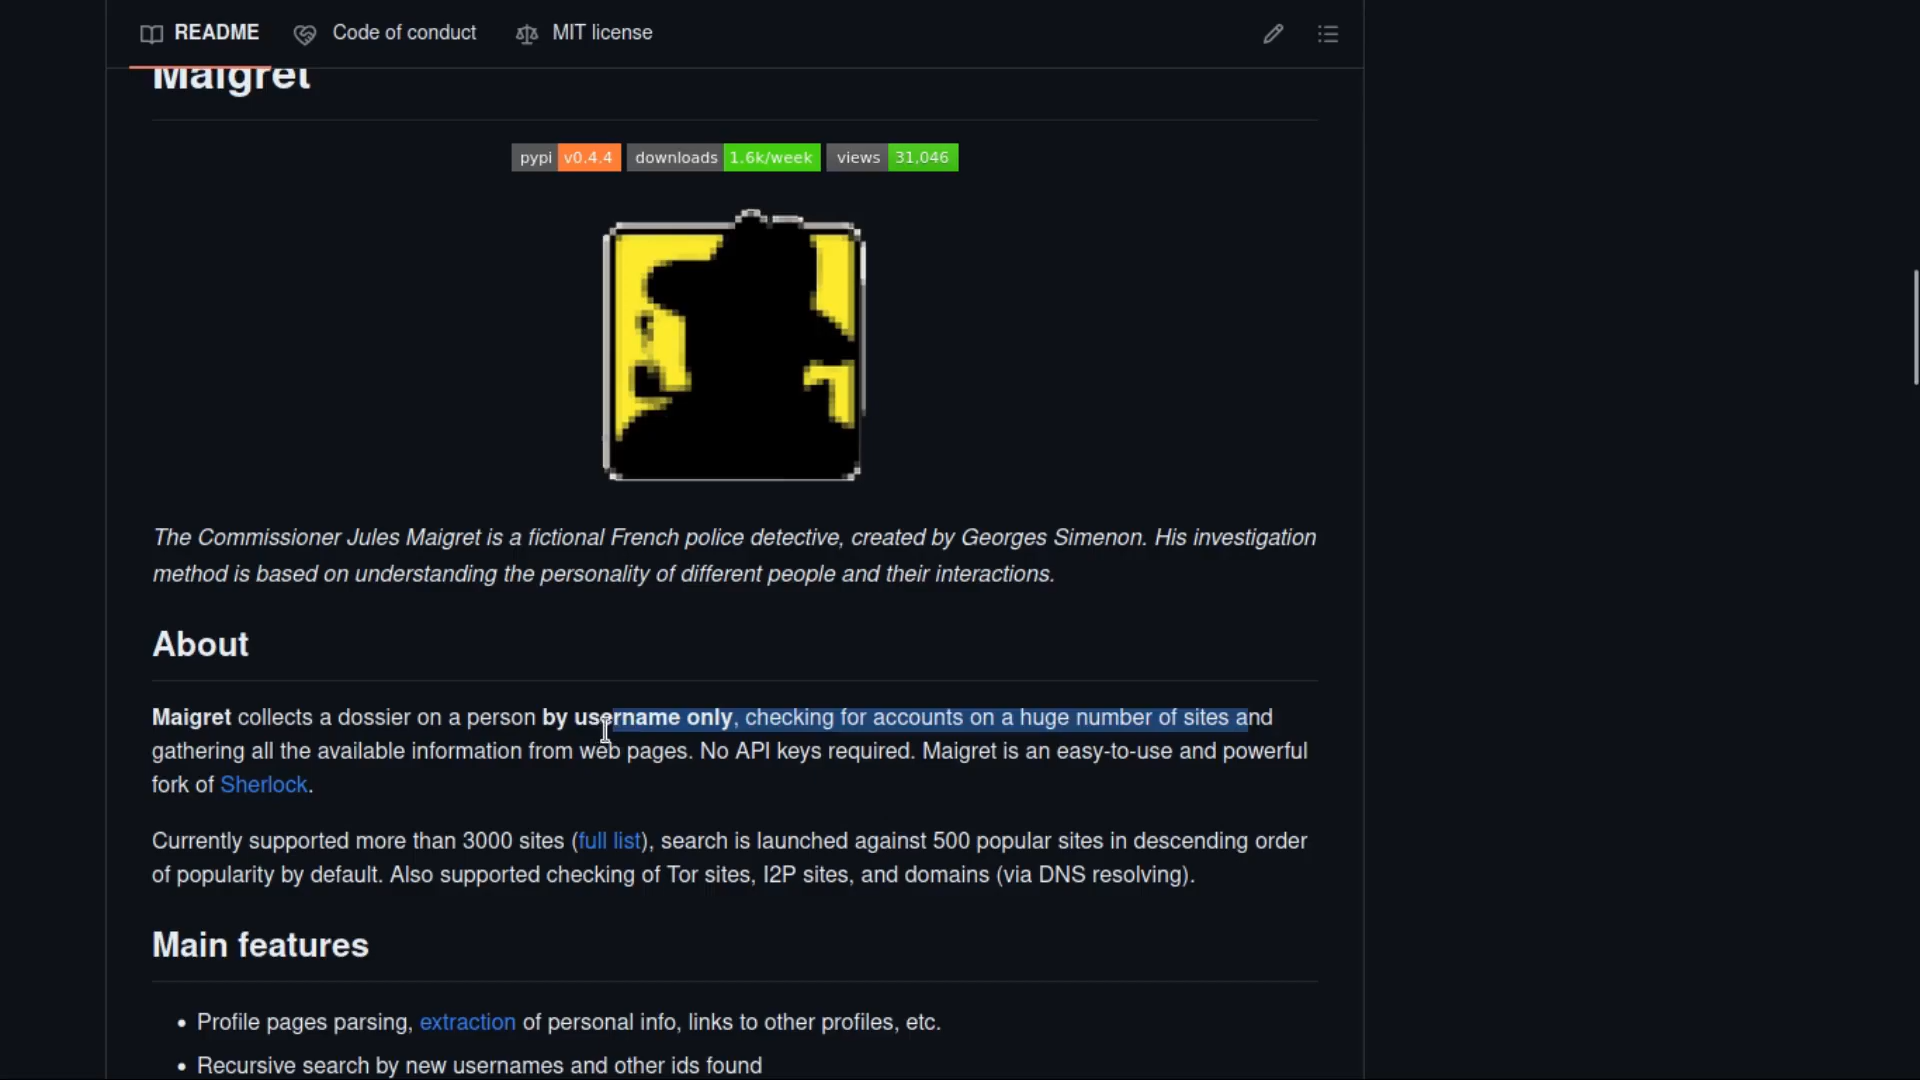 README
Code of conduct
MIT license
Maigret
pypi v0.4.4
downloads 1.6k/week
views 31,046
The Commissioner Jules Maigret is a fictional French police detective, created by Georges Simenon. His investigation
method is based on understanding the personality of different people and their interactions.
About
Maigret collects a dossier on a person by username only, checking for accounts on a huge number of sites and
gathering all the available information from web pages. No API keys required. Maigret is an easy-to-use and powerful
fork of Sherlock.
Currently supported more than 3000 sites (full list), search is launched against 500 popular sites in descending order
of popularity by default. Also supported checking of Tor sites, I2P sites, and domains (via DNS resolving).
Main features
• Profile pages parsing, extraction of personal info, links to other profiles, etc.
• Recursive search by new usernames and other ids found